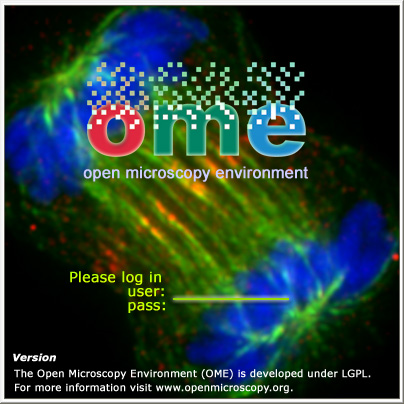 ome
open microscopy environment
Please log in
user:
pass:
Version
The Open Microscopy Environment (OME) is developed under LGPL.
For more information visit www.openmicroscopy.org.